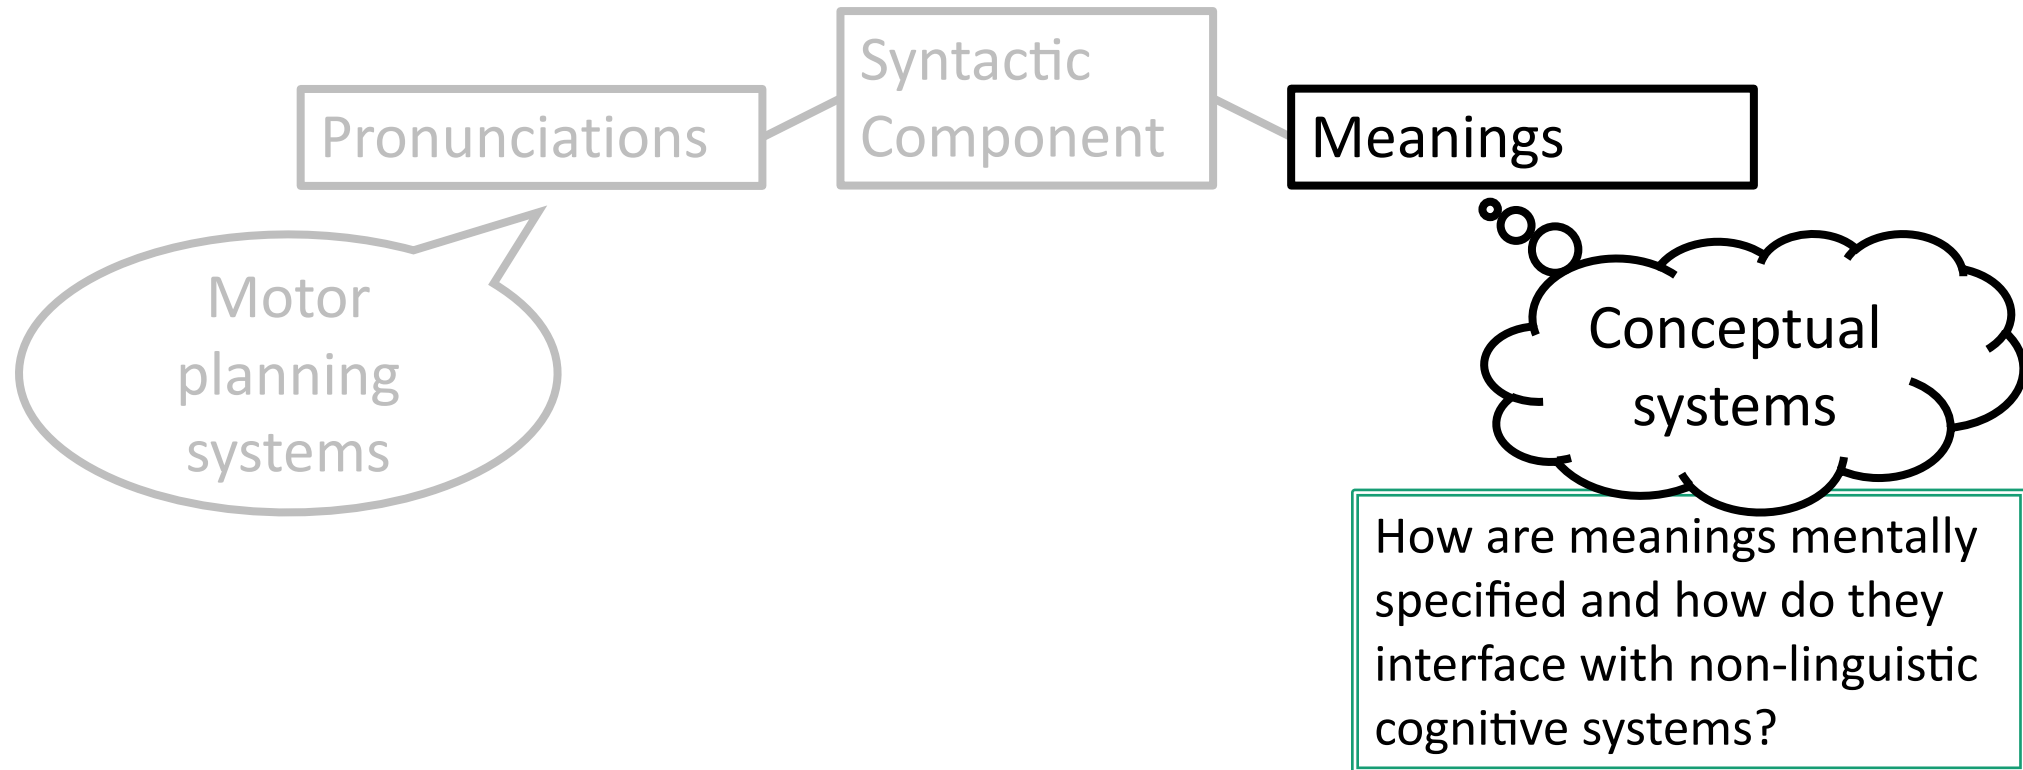 Syntactic
Component
Pronunciations
Meanings
Motor
planning
systems
Conceptual
systems
How are meanings mentally
specified and how do they
interface with non-linguistic
cognitive systems?